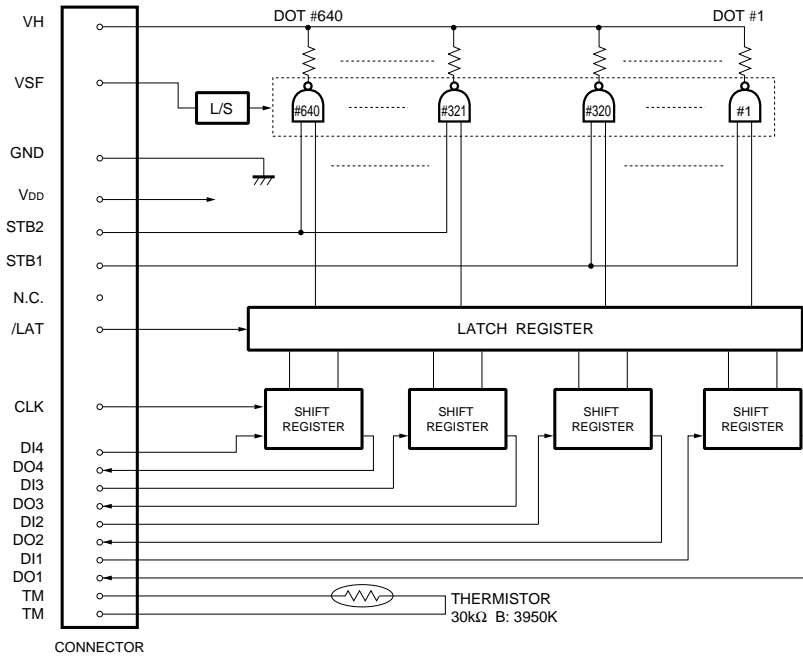 VH
DOT #640
DOT #1
VSF
L/S
#640
#321
#320
#1
GND
VDD
STB2
STB1
N.C.
/LAT
LATCH REGISTER
CLK
SHIFT
REGISTER
SHIFT
REGISTER
SHIFT
REGISTER
SHIFT
REGISTER
DI4
DO4
DI3
DO3
DI2
DO2
DI1
DO1
TM
TM
THERMISTOR
30kΩ B: 3950K
CONNECTOR